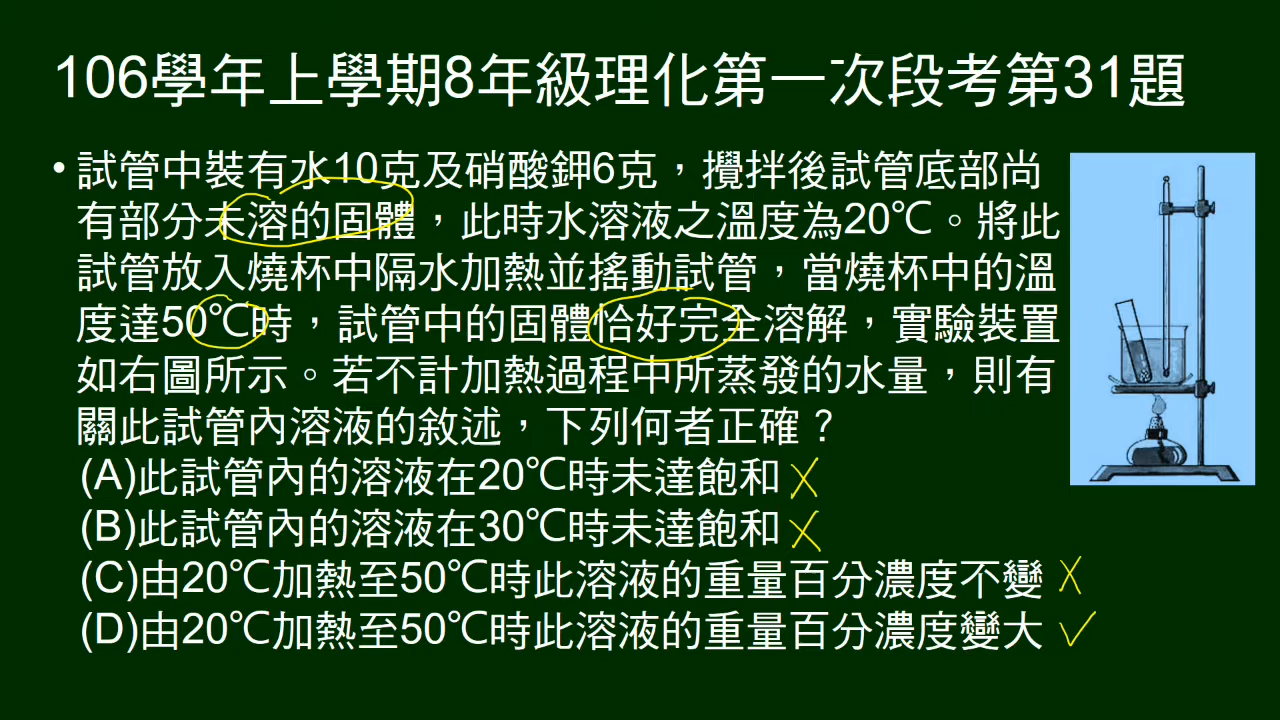 106學年上學期8年級理化第一次段考第31題
•試管中裝有水10克及硝酸鉀6克，攪拌後試管底部尚
有部分未溶的固體，此時水溶液之溫度為20℃。將此
試管放入燒杯中隔水加熱並搖動試管，當燒杯中的溫
度達50℃時，試管中的固體恰好完全溶解，實驗裝置
如右圖所示。若不計加熱過程中所蒸發的水量，則有
關此試管內溶液的敘述，下列何者正確？
(A)此試管內的溶液在20℃時未達飽和
(B)此試管內的溶液在30℃時未達飽和
(C)由20℃加熱至50℃時此溶液的重量百分濃度不變
(D)由20℃加熱至50℃時此溶液的重量百分濃度變大